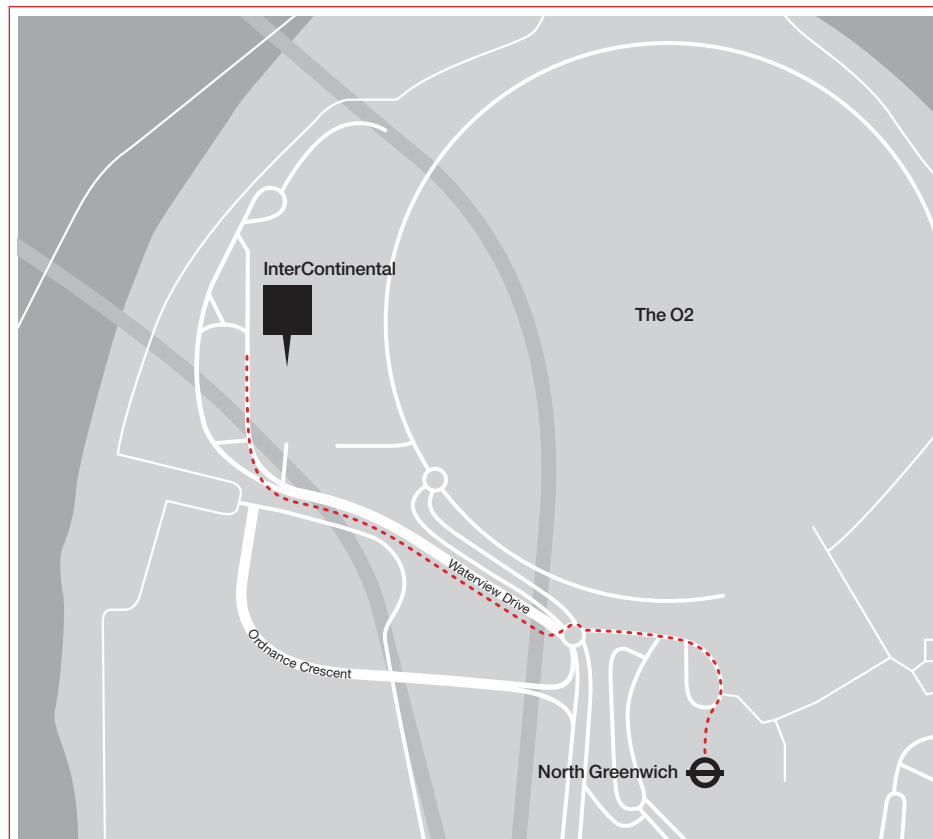 InterContinental
The O2
Waterview Drive
Ordnance Crescent
North Greenwich